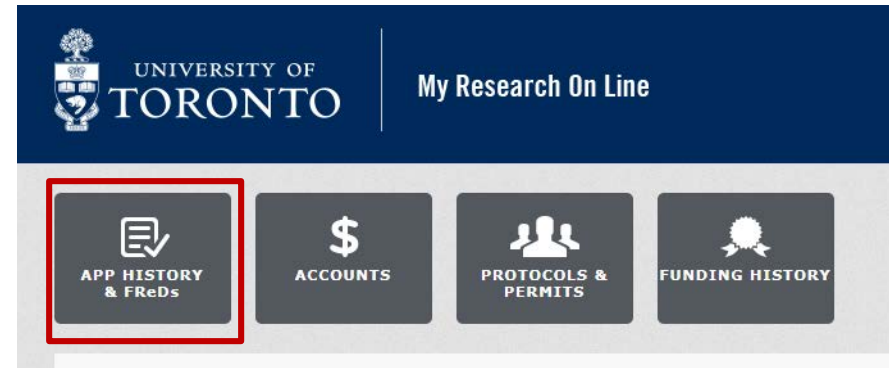 UNIVERSITY OF
TORONTO
My Research On Line
APP HISTORY
& FReDs
$
ACCOUNTS
PROTOCOLS &
PERMITS
FUNDING HISTORY